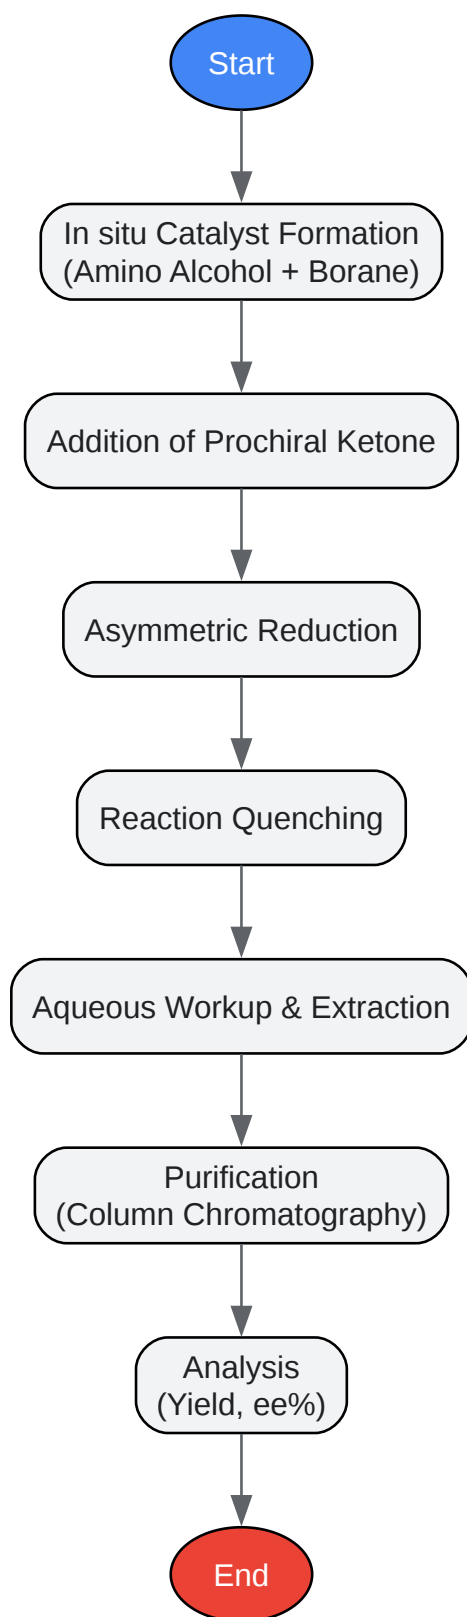 Start
In situ Catalyst Formation
(Amino Alcohol + Borane)
Addition of Prochiral Ketone
Asymmetric Reduction
Reaction Quenching
Aqueous Workup & Extraction
Purification
(Column Chromatography)
Analysis
(Yield, ee%)
End